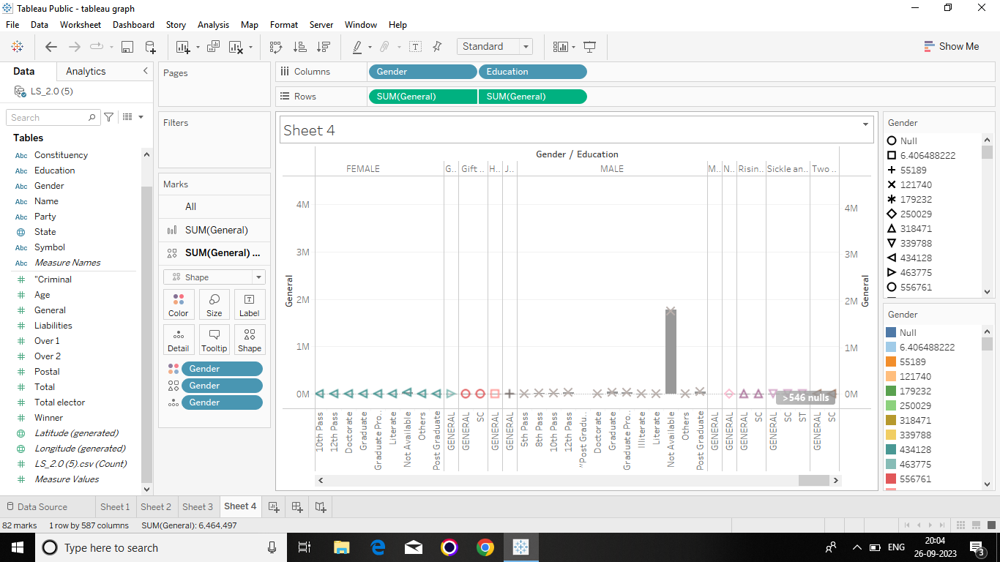 Tableau Public - tableau graph
File Data Worksheet Dashboard Story Analysis Map Format Server Window Help
Standard
Show Me
Data Analytics
LS_2.0 (5)
Search
Tables
Abc Constituency
Abc Education
Abc Gender
Abc Name
Abc Party
State
Abc Symbol
Abc Measure Names
"Criminal
Age
General
Liabilities
Over 1
Over 2
Postal
Total
Total elector
Winner
Latitude (generated)
Longitude (generated)
LS_2.0 (5).csv (Count)
Measure Values
Pages
Filters
Marks
All
SUM(General)
SUM(General) ...
Shape
Color Size Label
Detail Tooltip Shape
Gender
Gender
Gender
Columns Gender Education
Rows SUM(General) SUM(General)
Sheet 4
Gender / Education
FEMALE G.. Gift .. H.. J.. MALE M.. N.. Risin.. Sickle an.. Two ..
General
4M
3M
2M
1M
0M
4M
3M
2M
1M
0M
General
>546 nulls
10th Pass
12th Pass
Doctorate
Graduate
Graduate Pro..
Literate
Not Available
Others
Post Graduate
GENERAL
GENERAL
SC
GENERAL
GENERAL
5th Pass
8th Pass
10th Pass
12th Pass
"Post Gradu..
Doctorate
Graduate
Graduate Pro..
Illiterate
Literate
Not Available
Others
Post Graduate
GENERAL
GENERAL
GENERAL
SC
GENERAL
SC
ST
GENERAL
SC
Gender
Null
6.406488222
55189
121740
179232
250029
318471
339788
434128
463775
556761
Gender
Null
6.406488222
55189
121740
179232
250029
318471
339788
434128
463775
556761
Data Source Sheet 1 Sheet 2 Sheet 3 Sheet 4
82 marks 1 row by 587 columns SUM(General): 6,464,497
Type here to search
ENG
20:04
26-09-2023
3